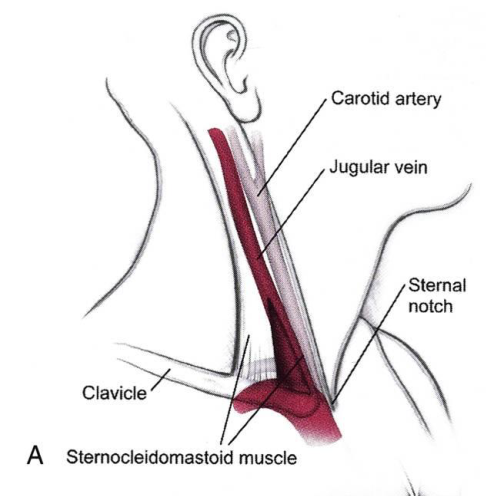 Carotid artery
Jugular vein
Sternal
notch
Clavicle
A
Sternocleidomastoid muscle